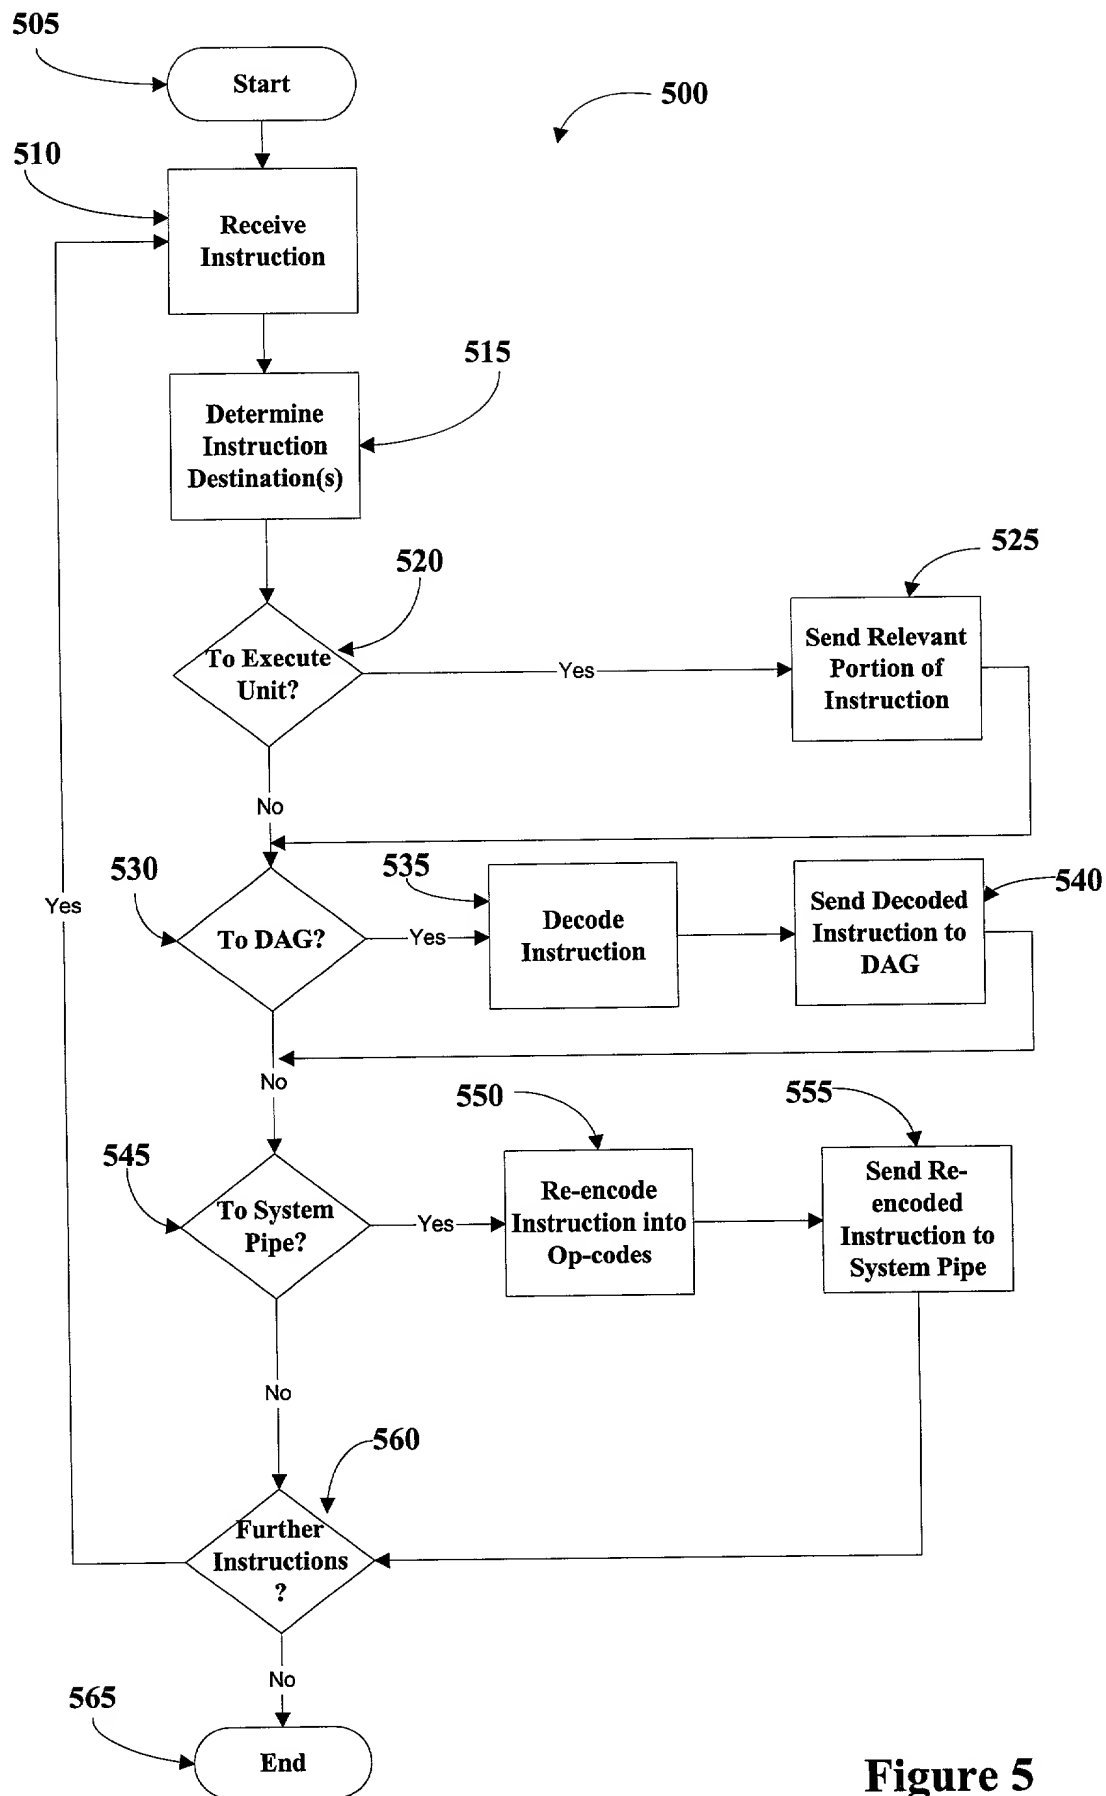 505
Start
500
510
Receive
Instruction
515
Determine
Instruction
Destination(s)
520
525
To Execute
Unit?
Yes
Send Relevant
Portion of
Instruction
No
530
535
540
Yes
To DAG?
Yes
Decode
Instruction
Send Decoded
Instruction to
DAG
No
550
555
545
To System
Pipe?
Yes
Re-encode
Instruction into
Op-codes
Send Re-
encoded
Instruction to
System Pipe
No
560
Further
Instructions
?
No
565
End
Figure 5